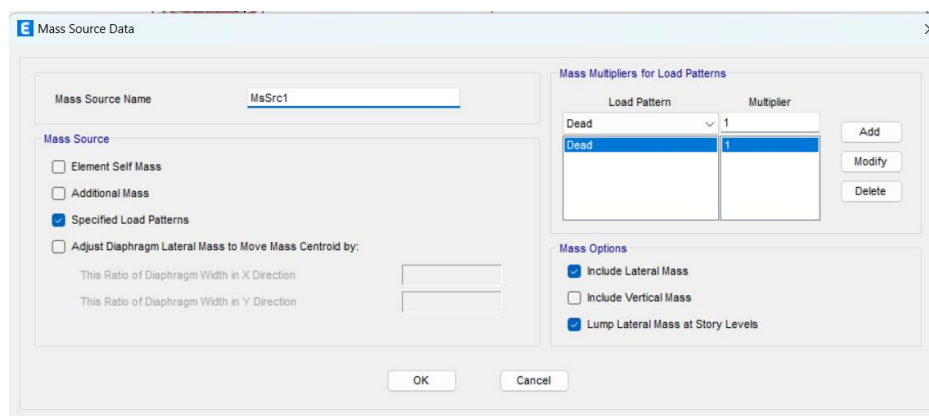 E Mass Source Data
Mass Source Name MsSrc1
Mass Source
Element Self Mass
Additional Mass
Specified Load Patterns
Adjust Diaphragm Lateral Mass to Move Mass Centroid by:
This Ratio of Diaphragm Width in X Direction
This Ratio of Diaphragm Width in Y Direction
Mass Multipliers for Load Patterns
Load Pattern Multiplier
Dead 1
Dead 1
Add
Modify
Delete
Mass Options
Include Lateral Mass
Include Vertical Mass
Lump Lateral Mass at Story Levels
OK Cancel